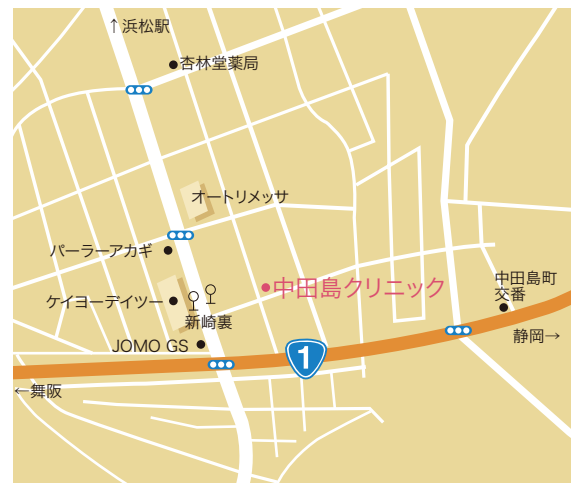 ↑浜松駅
杏林堂薬局
オートリメッサ
パーラーアカギ
中田島クリニック
ケイヨーデイツー
新崎裏
中田島町
交番
JOMO GS
静岡→
1
←舞阪